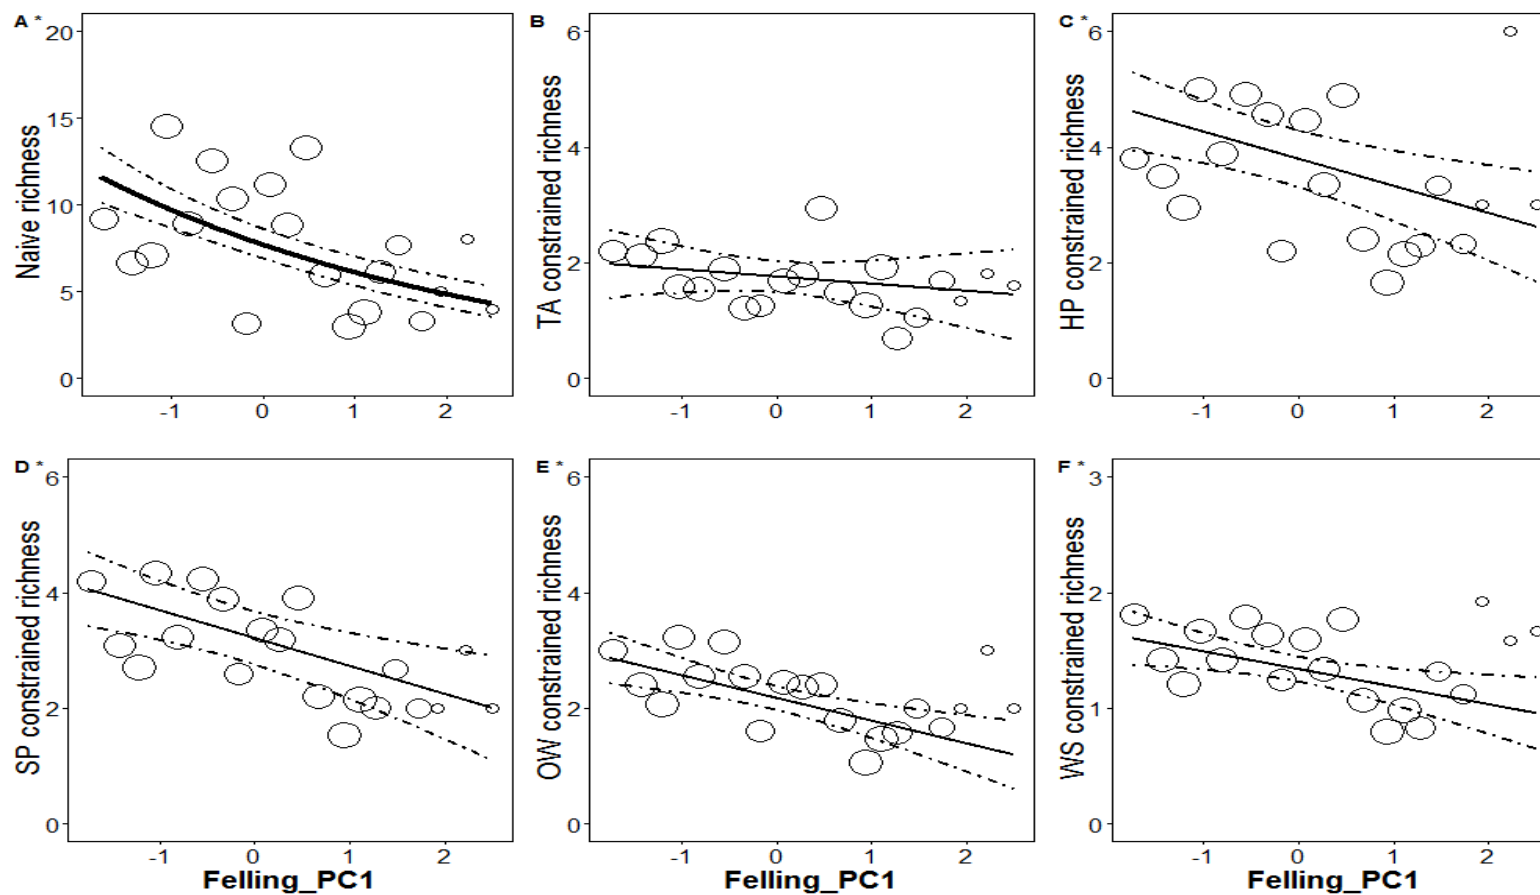 A *
B
C *
20
15
10
5
0
Naive richness
6
4
2
0
TA constrained richness
6
4
2
0
HP constrained richness
-1 0 1 2
-1 0 1 2
-1 0 1 2
D *
E *
F *
6
4
2
0
SP constrained richness
6
4
2
0
OW constrained richness
3
2
1
0
WS constrained richness
-1 0 1 2
-1 0 1 2
-1 0 1 2
Felling_PC1
Felling_PC1
Felling_PC1